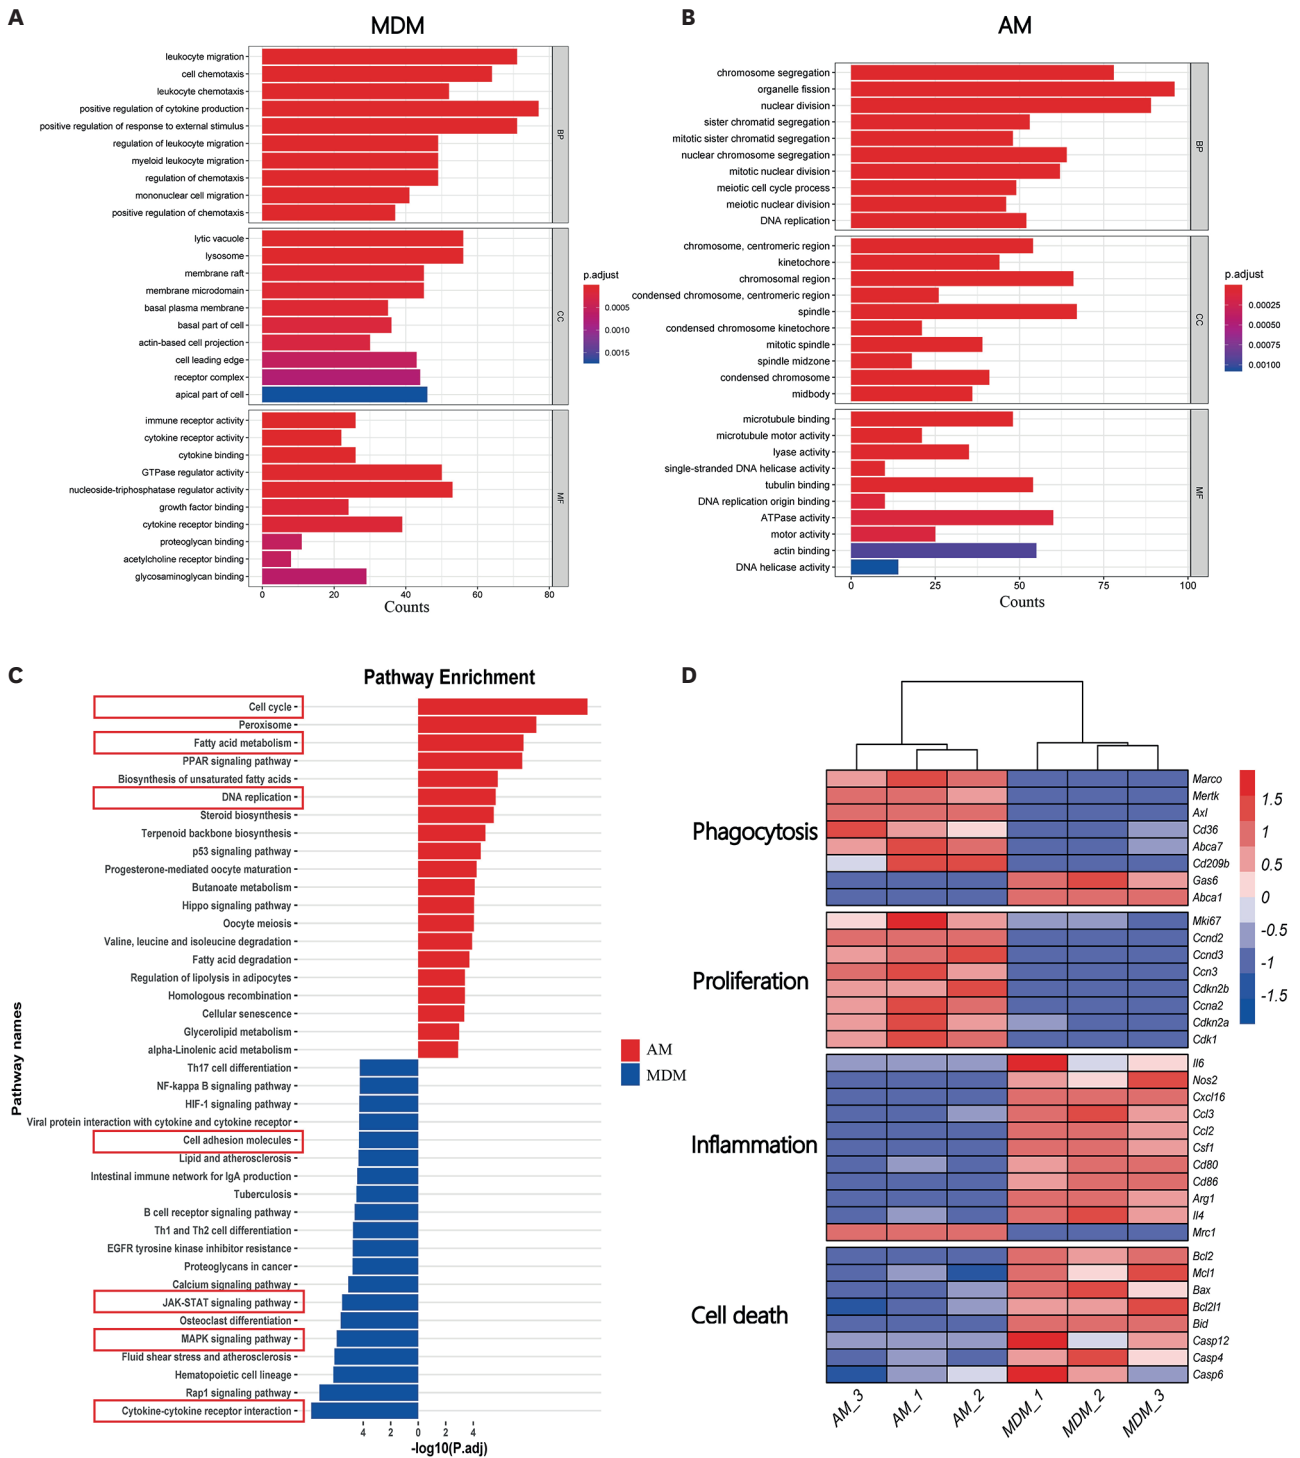 A
MDM
leukocyte migration
cell chemotaxis
leukocyte chemotaxis
positive regulation of cytokine production
positive regulation of response to external stimulus
regulation of leukocyte migration
myeloid leukocyte migration
regulation of chemotaxis
mononuclear cell migration
positive regulation of chemotaxis
BP
lytic vacuole
lysosome
membrane raft
membrane microdomain
basal plasma membrane
basal part of cell
actin-based cell projection
cell leading edge
receptor complex
apical part of cell
CC
immune receptor activity
cytokine receptor activity
cytokine binding
GTPase regulator activity
nucleoside-triphosphatase regulator activity
growth factor binding
cytokine receptor binding
proteoglycan binding
acetylcholine receptor binding
glycosaminoglycan binding
MF
0 20 40 60 80
Counts
p.adjust
0.0005
0.0010
0.0015
B
AM
chromosome segregation
organelle fission
nuclear division
sister chromatid segregation
mitotic sister chromatid segregation
nuclear chromosome segregation
mitotic nuclear division
meiotic cell cycle process
meiotic nuclear division
DNA replication
BP
chromosome, centromeric region
kinetochore
chromosomal region
condensed chromosome, centromeric region
spindle
condensed chromosome kinetochore
mitotic spindle
spindle midzone
condensed chromosome
midbody
CC
microtubule binding
microtubule motor activity
lyase activity
single-stranded DNA helicase activity
tubulin binding
DNA replication origin binding
ATPase activity
motor activity
actin binding
DNA helicase activity
MF
0 25 50 75 100
Counts
p.adjust
0.00025
0.00050
0.00075
0.00100
C
Pathway Enrichment
Pathway names
Cell cycle
Peroxisome
Fatty acid metabolism
PPAR signaling pathway
Biosynthesis of unsaturated fatty acids
DNA replication
Steroid biosynthesis
Terpenoid backbone biosynthesis
p53 signaling pathway
Progesterone-mediated oocyte maturation
Butanoate metabolism
Hippo signaling pathway
Oocyte meiosis
Valine, leucine and isoleucine degradation
Fatty acid degradation
Regulation of lipolysis in adipocytes
Homologous recombination
Cellular senescence
Glycerolipid metabolism
alpha-Linolenic acid metabolism
Th17 cell differentiation
NF-kappa B signaling pathway
HIF-1 signaling pathway
Viral protein interaction with cytokine and cytokine receptor
Cell adhesion molecules
Lipid and atherosclerosis
Intestinal immune network for IgA production
Tuberculosis
B cell receptor signaling pathway
Th1 and Th2 cell differentiation
EGFR tyrosine kinase inhibitor resistance
Proteoglycans in cancer
Calcium signaling pathway
JAK-STAT signaling pathway
Osteoclast differentiation
MAPK signaling pathway
Fluid shear stress and atherosclerosis
Hematopoietic cell lineage
Rap1 signaling pathway
Cytokine-cytokine receptor interaction
4 2 0 2 4
-log10(P.adj)
AM
MDM
D
Phagocytosis
Marco
Mertk
Axl
Cd36
Abca7
Cd209b
Gas6
Abca1
Proliferation
Mki67
Ccnd2
Ccnd3
Ccn3
Cdkn2b
Ccna2
Cdkn2a
Cdk1
Inflammation
Il6
Nos2
Cxcl16
Ccl3
Ccl2
Csf1
Cd80
Cd86
Arg1
Il4
Mrc1
Cell death
Bcl2
Mcl1
Bax
Bcl2l1
Bid
Casp12
Casp4
Casp6
AM_3 AM_1 AM_2 MDM_1 MDM_2 MDM_3
1.5
1
0.5
0
-0.5
-1
-1.5